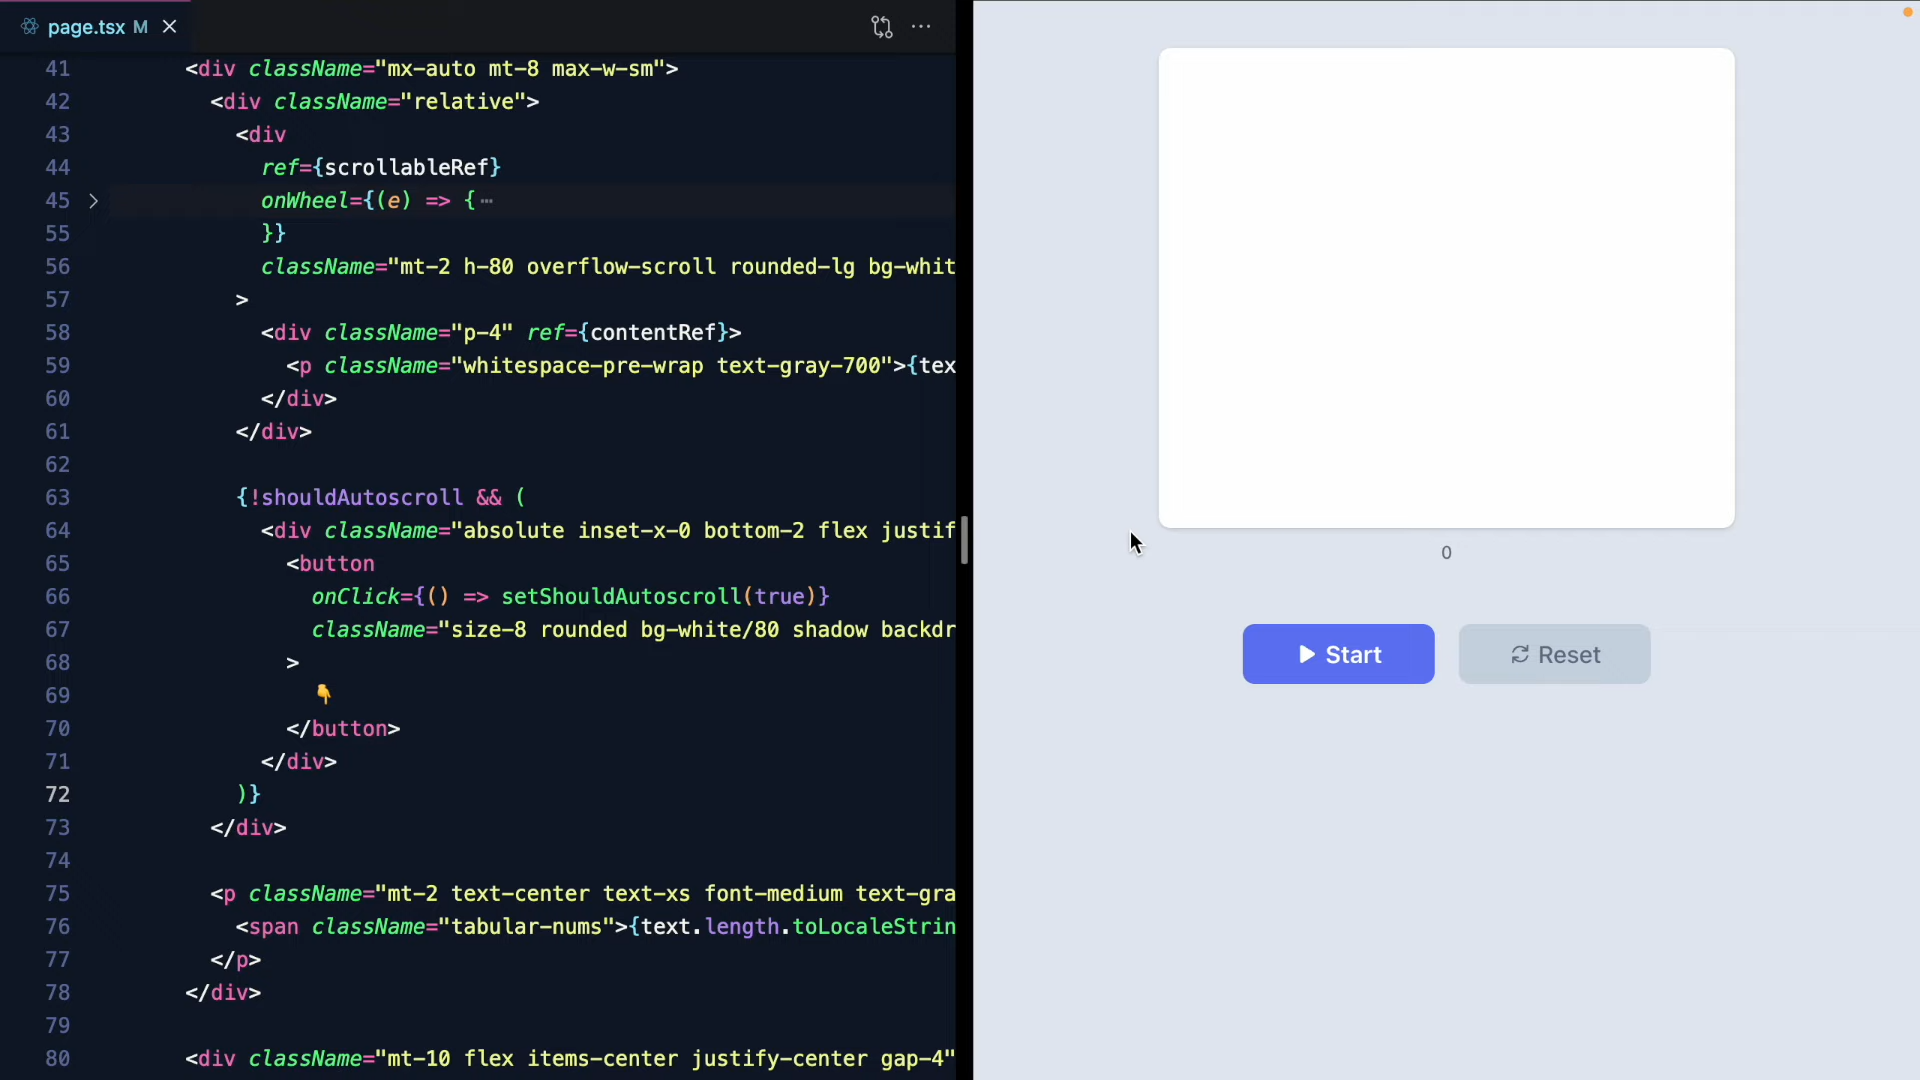 page.tsx M
41 <div className="mx-auto mt-8 max-w-sm">
42 <div className="relative">
43 <div
44 ref={scrollableRef}
45 onWheel={(e) => { ⋯
55 }}
56 className="mt-2 h-80 overflow-scroll rounded-lg bg-whit
57 >
58 <div className="p-4" ref={contentRef}>
59 <p className="whitespace-pre-wrap text-gray-700">{tex
60 </div>
61 </div>
62
63 {!shouldAutoscroll && (
64 <div className="absolute inset-x-0 bottom-2 flex justif
65 <button
66 onClick={() => setShouldAutoscroll(true)}
67 className="size-8 rounded bg-white/80 shadow backdr
68 >
69 👇
70 </button>
71 </div>
72 )}
73 </div>
74
75 <p className="mt-2 text-center text-xs font-medium text-gra
76 <span className="tabular-nums">{text.length.toLocaleStrin
77 </p>
78 </div>
79
80 <div className="mt-10 flex items-center justify-center gap-4"
0
Start
Reset